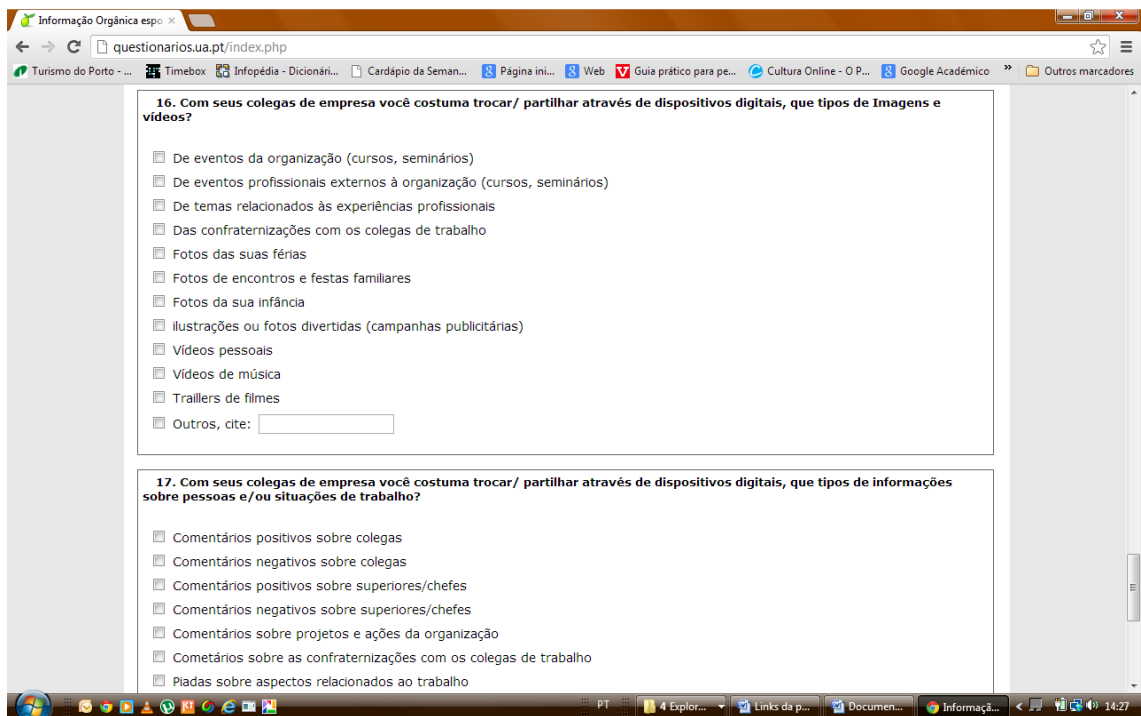 Informação Orgânica espo
questionarios.ua.pt/index.php
Turismo do Porto - ... Timebox Infopédia - Dicionári... Cardápio da Seman... Página ini... Web Guia prático para pe... Cultura Online - O P... Google Académico » Outros marcadores
16. Com seus colegas de empresa você costuma trocar/ partilhar através de dispositivos digitais, que tipos de Imagens e
vídeos?
De eventos da organização (cursos, seminários)
De eventos profissionais externos à organização (cursos, seminários)
De temas relacionados às experiências profissionais
Das confraternizações com os colegas de trabalho
Fotos das suas férias
Fotos de encontros e festas familiares
Fotos da sua infância
ilustrações ou fotos divertidas (campanhas publicitárias)
Vídeos pessoais
Vídeos de música
Traillers de filmes
Outros, cite:
17. Com seus colegas de empresa você costuma trocar/ partilhar através de dispositivos digitais, que tipos de informações
sobre pessoas e/ou situações de trabalho?
Comentários positivos sobre colegas
Comentários negativos sobre colegas
Comentários positivos sobre superiores/chefes
Comentários negativos sobre superiores/chefes
Comentários sobre projetos e ações da organização
Cometários sobre as confraternizações com os colegas de trabalho
Piadas sobre aspectos relacionados ao trabalho
PT 4 Explor... Links da p... Documen... Informaçã... 14:27